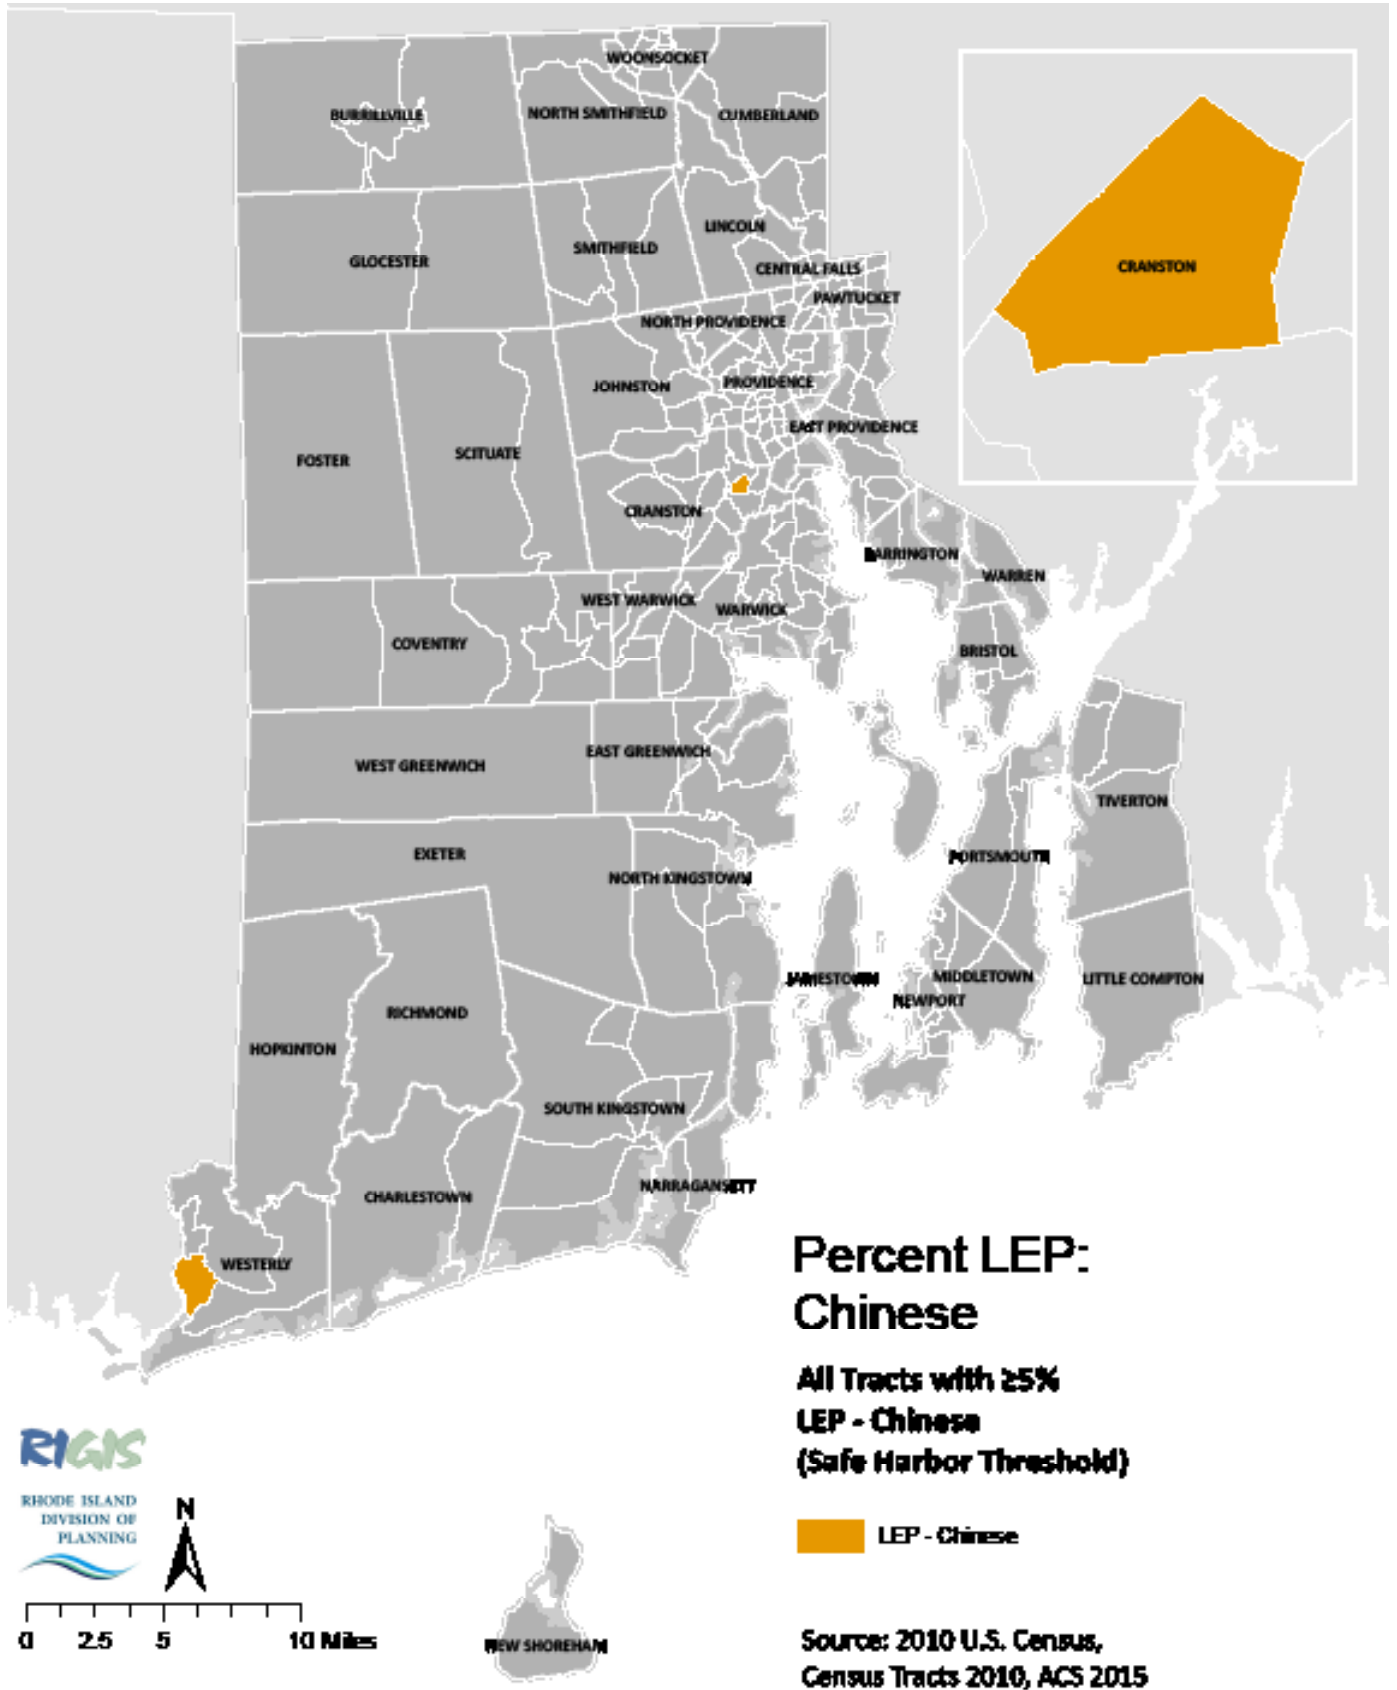 WOONSOCKET
BURRILLVILLE
NORTH SMITHFIELD
CUMBERLAND
LINCOLN
SMITHFIELD
GLOCESTER
CENTRAL FALLS
PAWTUCKET
NORTH PROVIDENCE
CRANSTON
JOHNSTON
PROVIDENCE
EAST PROVIDENCE
FOSTER
SCITUATE
CRANSTON
BARRINGTON
WARREN
WEST WARWICK
WARWICK
COVENTRY
BRISTOL
EAST GREENWICH
WEST GREENWICH
TIVERTON
EXETER
PORTSMOUTH
NORTH KINGSTOWN
JAMESTOWN
MIDDLETOWN
LITTLE COMPTON
NEWPORT
RICHMOND
HOPKINTON
SOUTH KINGSTOWN
NARRAGANSETT
CHARLESTOWN
WESTERLY
Percent LEP:
Chinese
All Tracts with ≥5%
LEP - Chinese
(Safe Harbor Threshold)
LEP - Chinese
RIGIS
RHODE ISLAND
DIVISION OF
PLANNING
N
0 2.5 5 10 Miles
NEW SHOREHAM
Source: 2010 U.S. Census,
Census Tracts 2010, ACS 2015